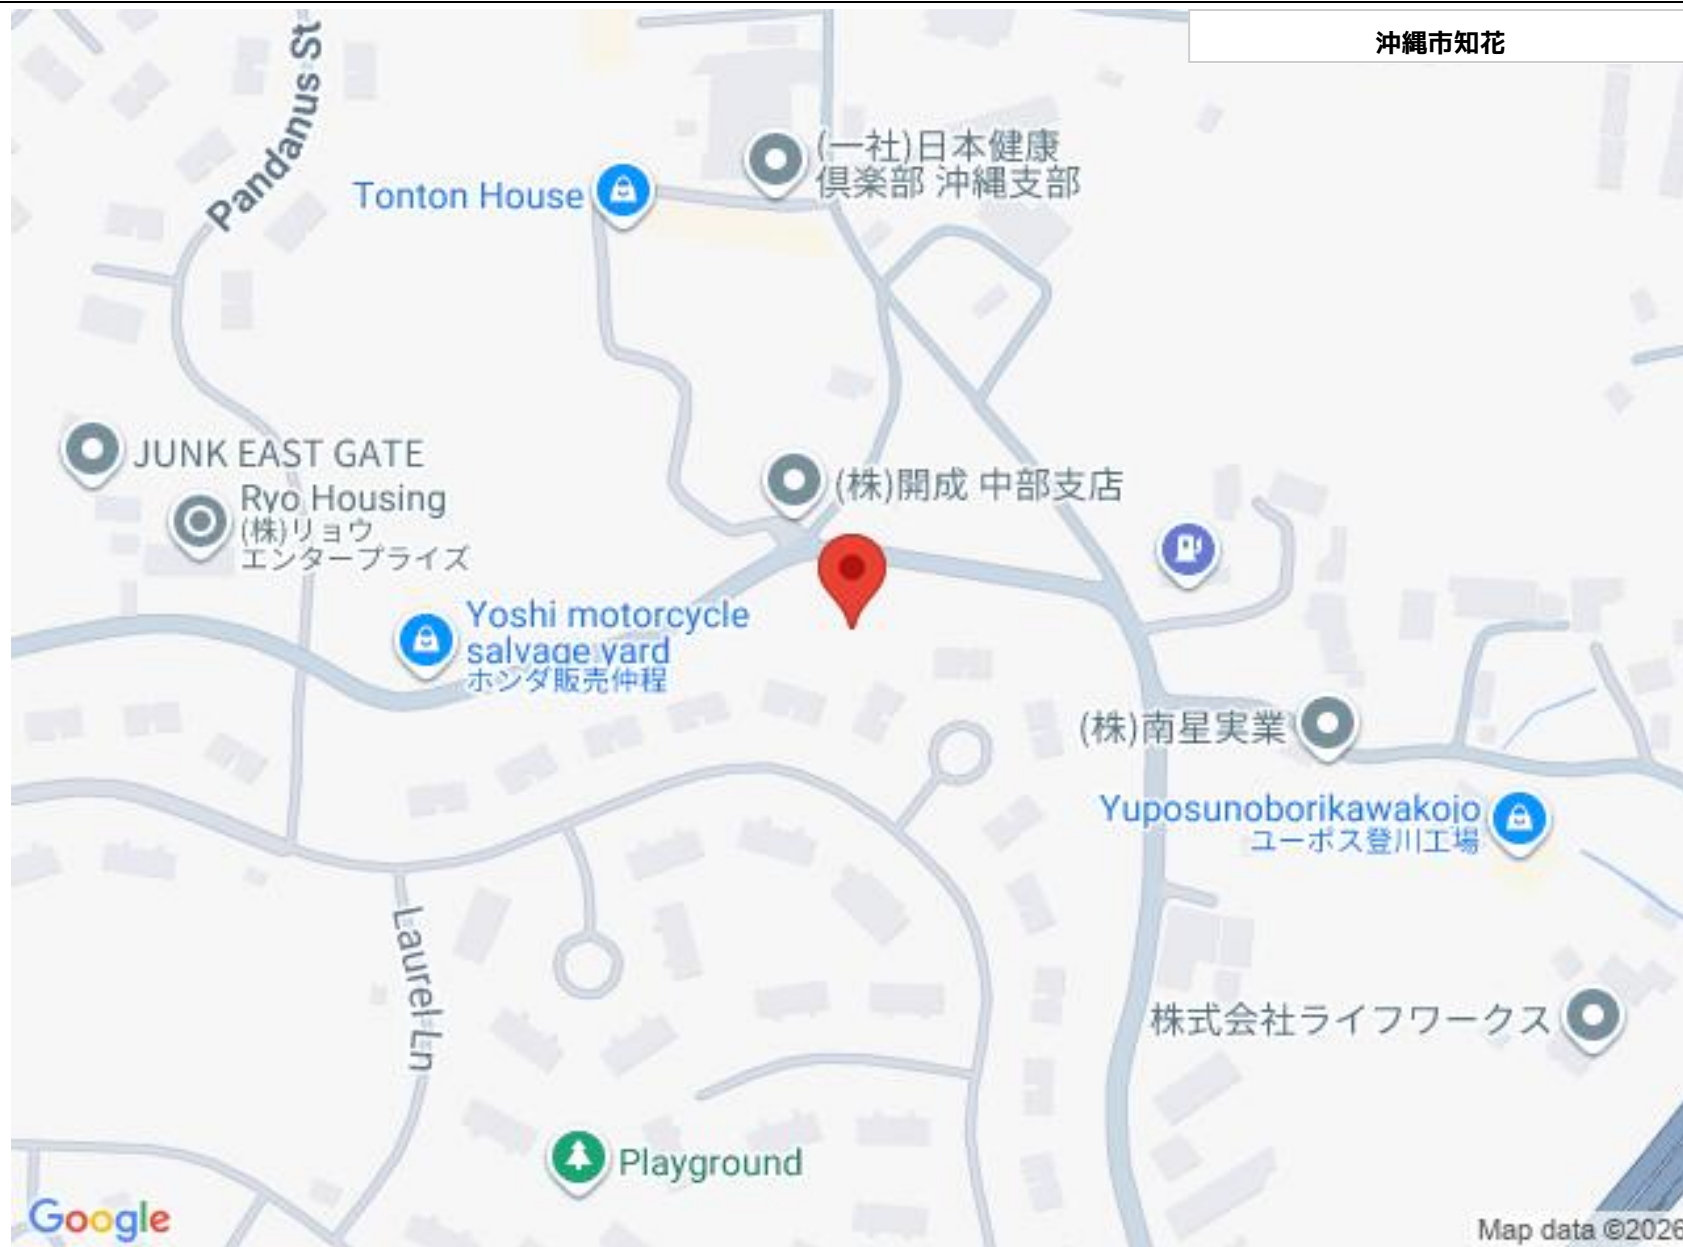 沖縄市知花
Pandanus St
(一社)日本健康
倶楽部 沖縄支部
Tonton House
JUNK EAST GATE
Ryo Housing
(株)リョウ
エンタープライズ
(株)開成 中部支店
Yoshi motorcycle
salvage yard
ホンダ販売仲程
(株)南星実業
Yuposunoborikawakojo
ユーポス登川工場
Laurel Ln
株式会社ライフワークス
Playground
Google
Map data ©2026